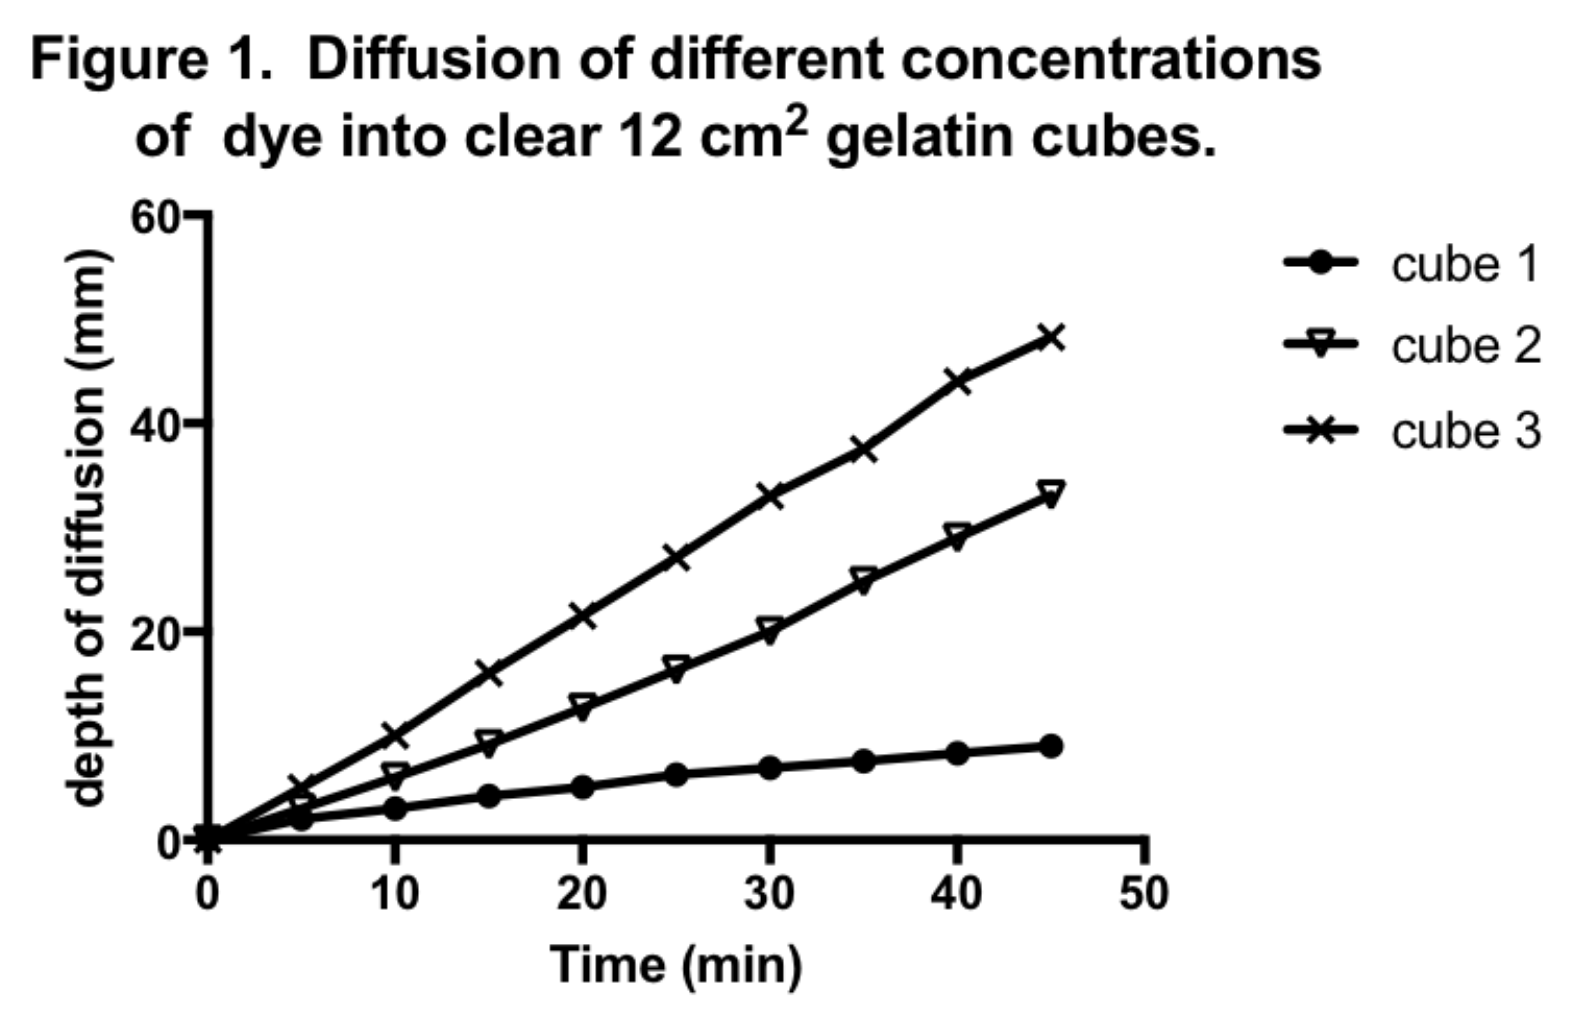 Figure 1.  Diffusion of different concentrations
of  dye into clear 12 cm² gelatin cubes.
60
40
20
0
depth of diffusion (mm)
cube 1
cube 2
cube 3
0 10 20 30 40 50
Time (min)